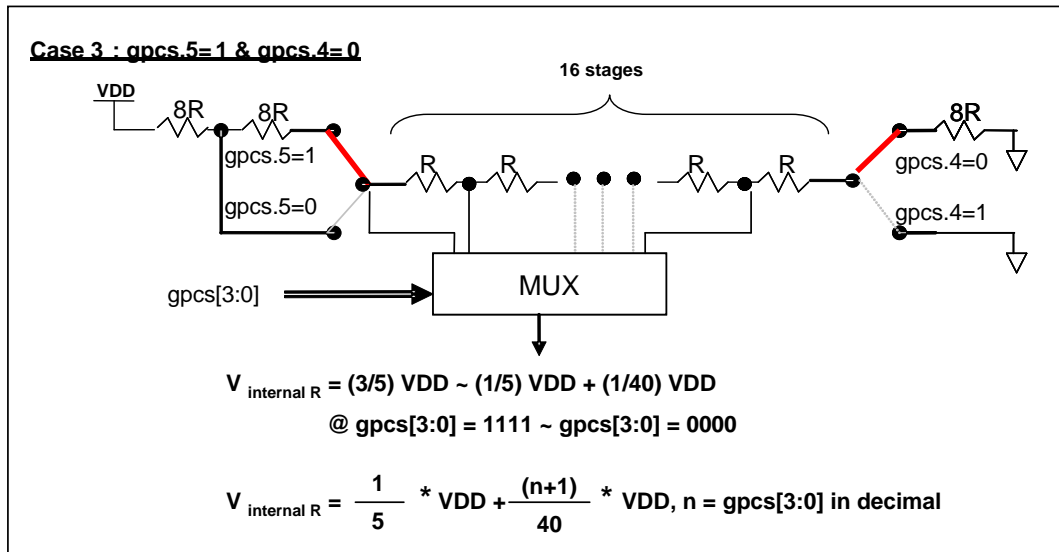 Case 3 : gpcs.5=1 & gpcs.4=0
16 stages
VDD
8R
8R
8R
gpcs.5=1
gpcs.4=0
R
R
R
R
gpcs.5=0
gpcs.4=1
MUX
gpcs[3:0]
V internal R = (3/5) VDD ~ (1/5) VDD + (1/40) VDD
@ gpcs[3:0] = 1111 ~ gpcs[3:0] = 0000
V internal R = 1/5 * VDD + (n+1)/40 * VDD, n = gpcs[3:0] in decimal